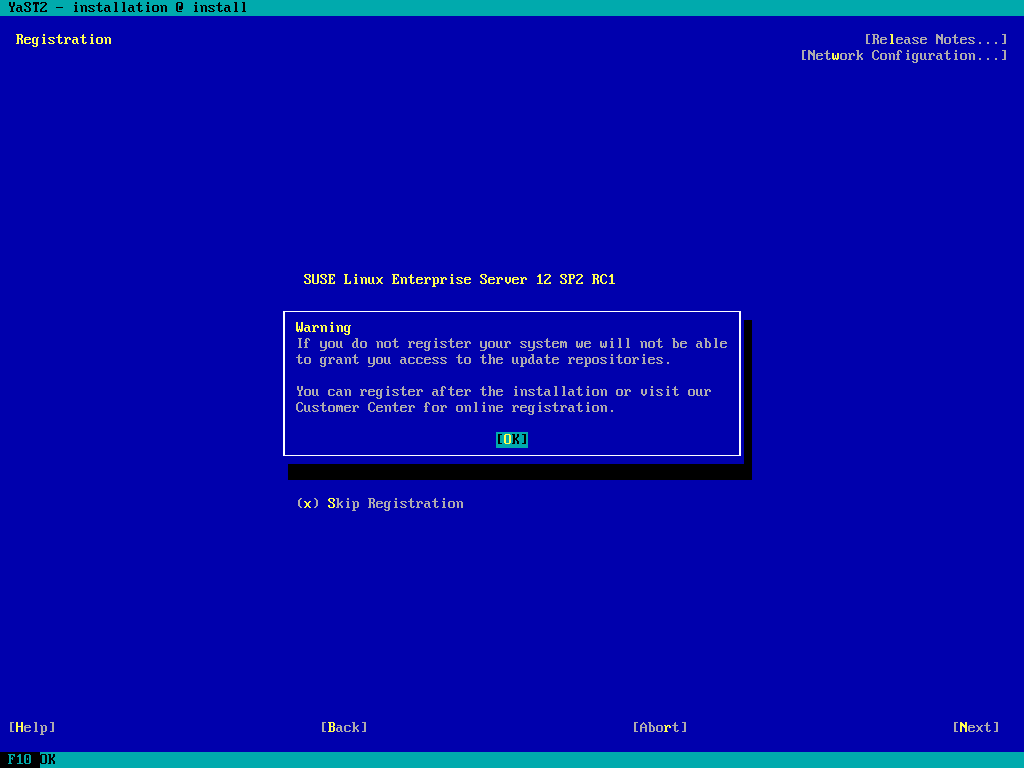 YaST2 - installation @ install
Registration [Release Notes...]
[Network Configuration...]
SUSE Linux Enterprise Server 12 SP2 RC1
Warning
If you do not register your system we will not be able
to grant you access to the update repositories.
You can register after the installation or visit our
Customer Center for online registration.
[OK]
(x) Skip Registration
[Help] [Back] [Abort] [Next]
F10 OK